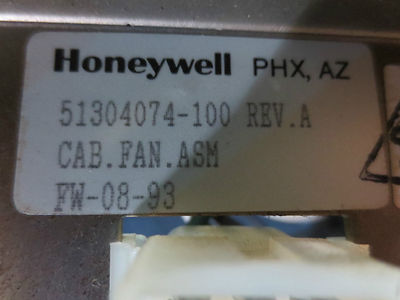 Honeywell PHX, AZ
51304074-100 REV.A
CAB.FAN.ASM
FW-08-93